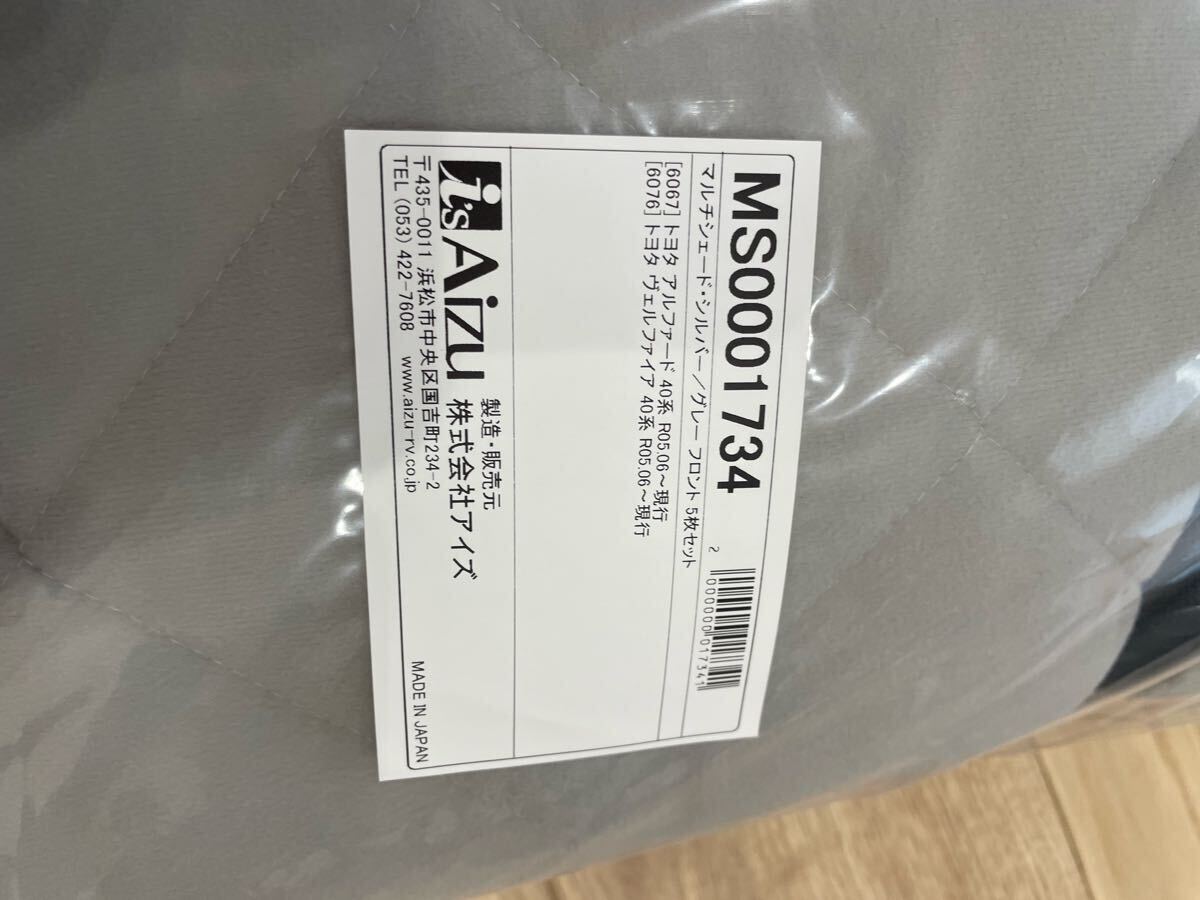 MS0001734
2 000000 017341
マルチシェード・シルバー/グレー フロント 5枚セット
[6067] トヨタ アルファード 40系 R05.06～現行
[6076] トヨタ ヴェルファイア 40系 R05.06～現行
製造・販売元
i's Aizu 株式会社アイズ
〒435-0011 浜松市中央区国吉町234-2
TEL (053) 422-7608 www.aizu-rv.co.jp
MADE IN JAPAN